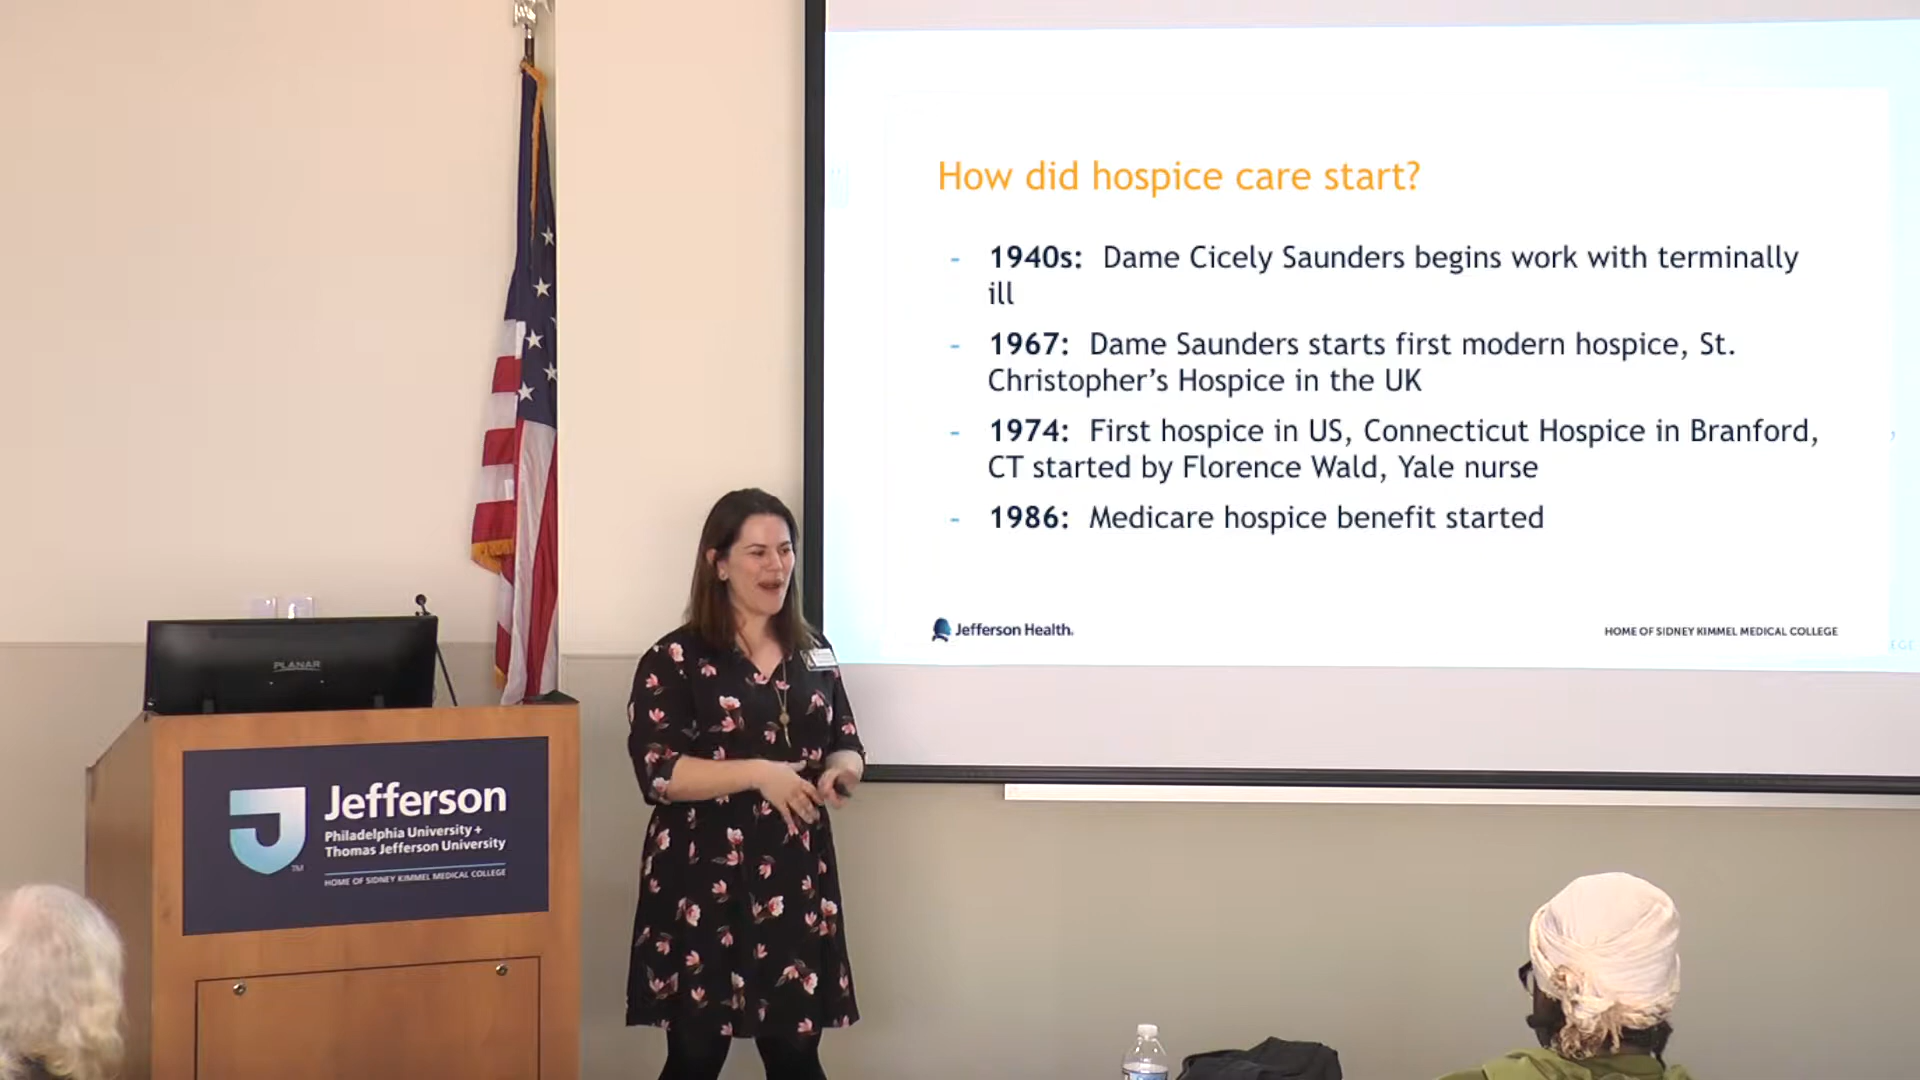 How did hospice care start?
- 1940s: Dame Cicely Saunders begins work with terminally
ill
- 1967: Dame Saunders starts first modern hospice, St.
Christopher’s Hospice in the UK
- 1974: First hospice in US, Connecticut Hospice in Branford,
CT started by Florence Wald, Yale nurse
- 1986: Medicare hospice benefit started
Jefferson Health.
HOME OF SIDNEY KIMMEL MEDICAL COLLEGE
PLANAR
Jefferson
Philadelphia University +
Thomas Jefferson University
TM
HOME OF SIDNEY KIMMEL MEDICAL COLLEGE